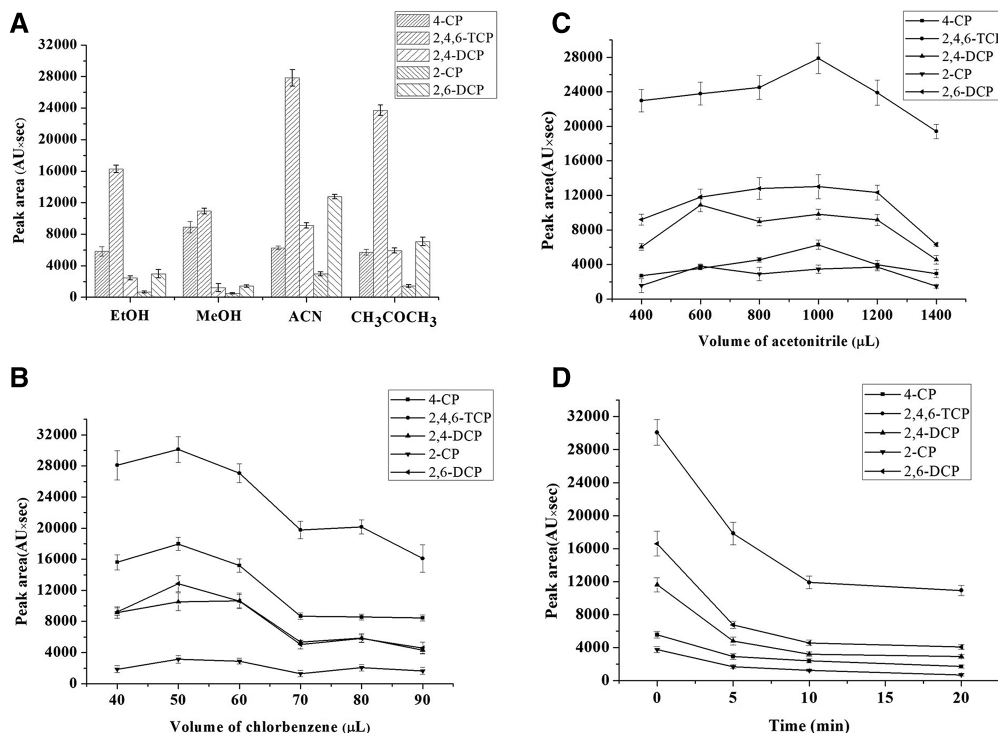 A
4-CP
2,4,6-TCP
2,4-DCP
2-CP
2,6-DCP
32000
28000
24000
20000
16000
12000
8000
4000
0
Peak area (AU×sec)
EtOH
MeOH
ACN
CH3COCH3
C
4-CP
2,4,6-TCP
2,4-DCP
2-CP
2,6-DCP
28000
24000
20000
16000
12000
8000
4000
0
Peak area(AU×sec)
400
600
800
1000
1200
1400
Volume of acetonitrile (µL)
B
4-CP
2,4,6-TCP
2,4-DCP
2-CP
2,6-DCP
32000
28000
24000
20000
16000
12000
8000
4000
0
Peak area(AU×sec)
40
50
60
70
80
90
Volume of chlorbenzene (µL)
D
4-CP
2,4,6-TCP
2,4-DCP
2-CP
2,6-DCP
32000
28000
24000
20000
16000
12000
8000
4000
0
Peak area(AU×sec)
0
5
10
15
20
Time (min)